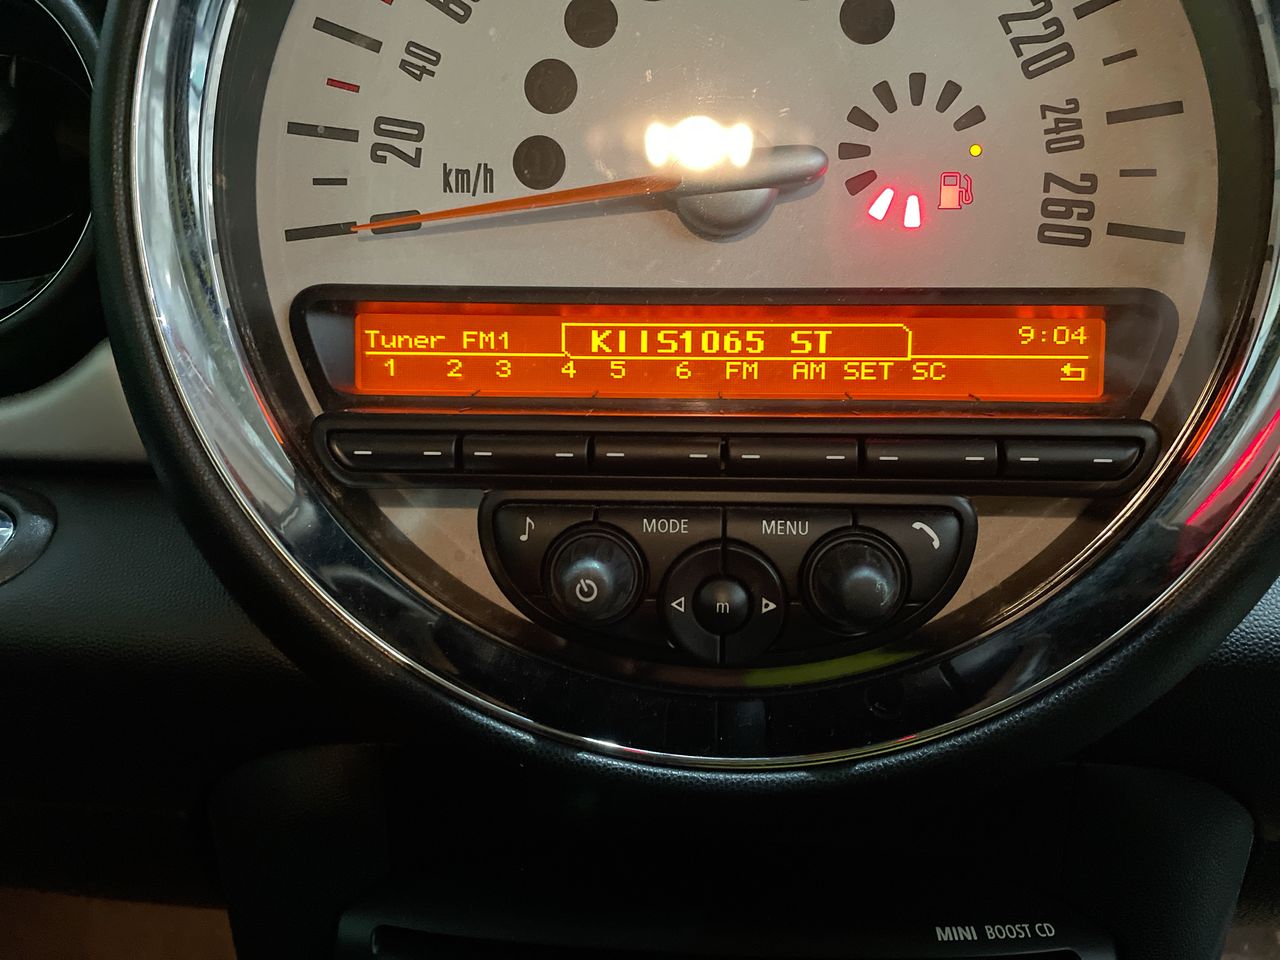 60
40
20
km/h
220
240
260
Tuner FM1 KIIS1065 ST 9:04
1 2 3 4 5 6 FM AM SET SC
MODE MENU
m
MINI BOOST CD